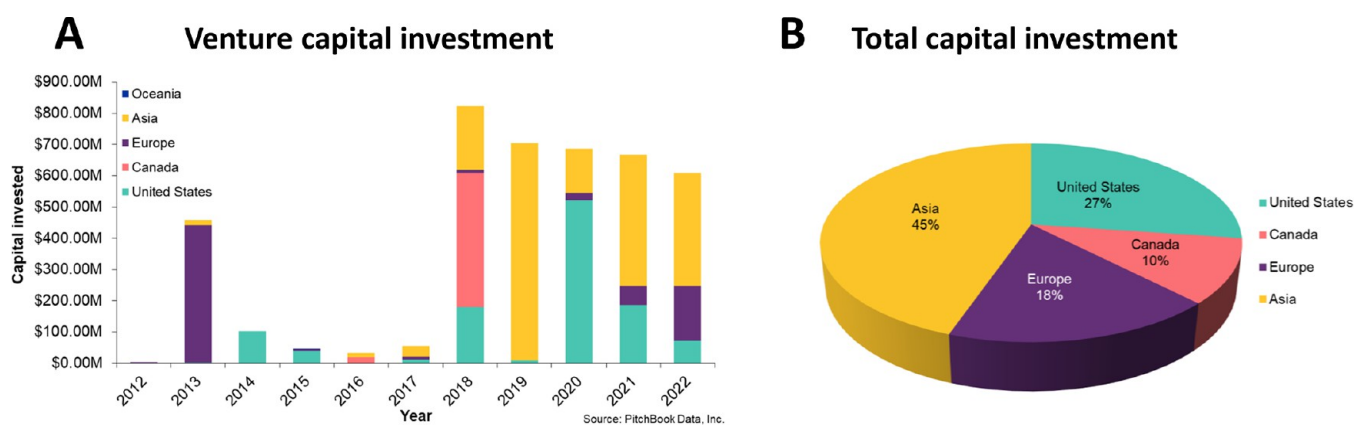 A Venture capital investment
$900.00M
$800.00M
$700.00M
$600.00M
$500.00M
$400.00M
$300.00M
$200.00M
$100.00M
$0.00M
Capital invested
Oceania
Asia
Europe
Canada
United States
2012 2013 2014 2015 2016 2017 2018 2019 2020 2021 2022
Year
Source: PitchBook Data, Inc.
B Total capital investment
United States
27%
Canada
10%
Europe
18%
Asia
45%
United States
Canada
Europe
Asia